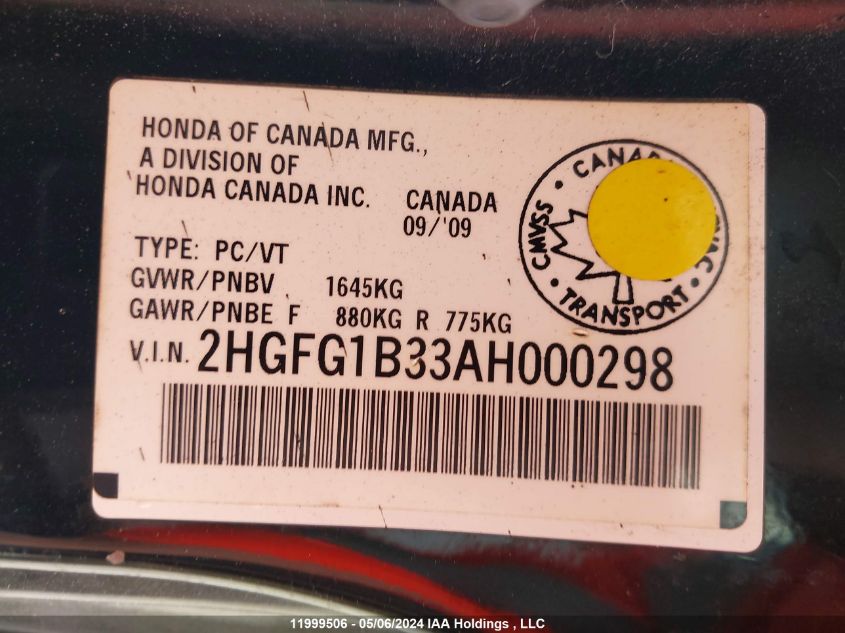 HONDA OF CANADA MFG.,
A DIVISION OF
HONDA CANADA INC. CANADA
09/'09
TYPE: PC/VT
GVWR/PNBV 1645KG
GAWR/PNBE F 880KG R 775KG
V.I.N. 2HGFG1B33AH000298
CMVSS • TRANSPORT •
11999506 - 05/06/2024 IAA Holdings , LLC